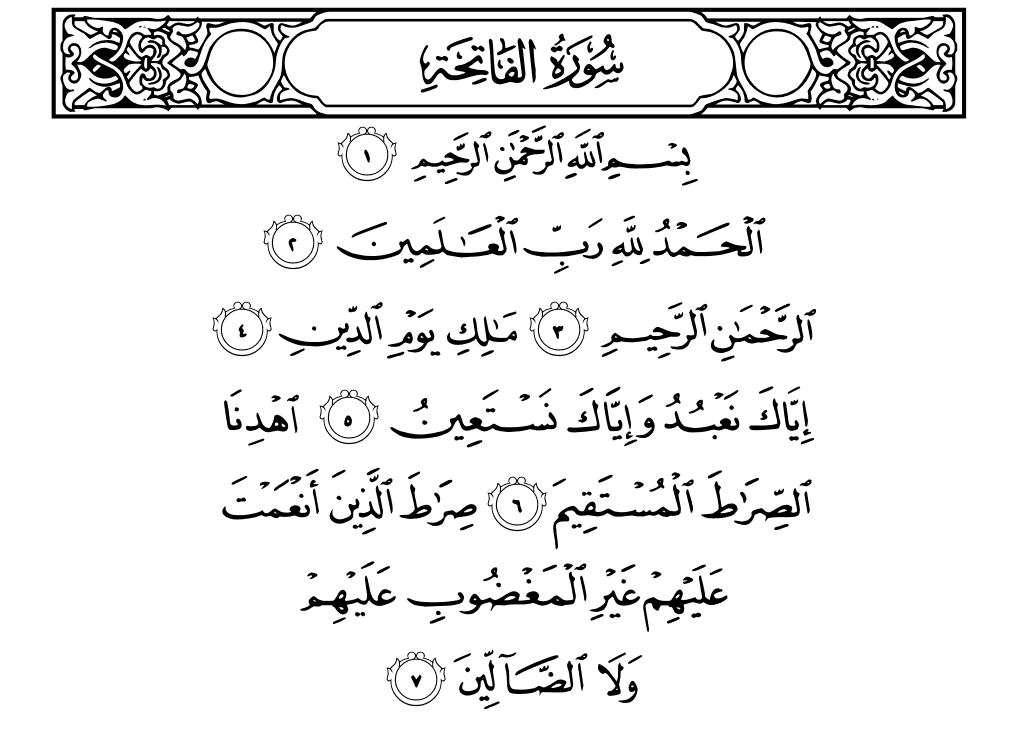 سُورَةُ الفَاتِحَةِ
بِسْمِ ٱللَّهِ ٱلرَّحْمَٰنِ ٱلرَّحِيمِ ١
ٱلْحَمْدُ لِلَّهِ رَبِّ ٱلْعَٰلَمِينَ ٢
ٱلرَّحْمَٰنِ ٱلرَّحِيمِ ٣ مَٰلِكِ يَوْمِ ٱلدِّينِ ٤
إِيَّاكَ نَعْبُدُ وَإِيَّاكَ نَسْتَعِينُ ٥ ٱهْدِنَا
ٱلصِّرَٰطَ ٱلْمُسْتَقِيمَ ٦ صِرَٰطَ ٱلَّذِينَ أَنْعَمْتَ
عَلَيْهِمْ غَيْرِ ٱلْمَغْضُوبِ عَلَيْهِمْ
وَلَا ٱلضَّآلِّينَ ٧